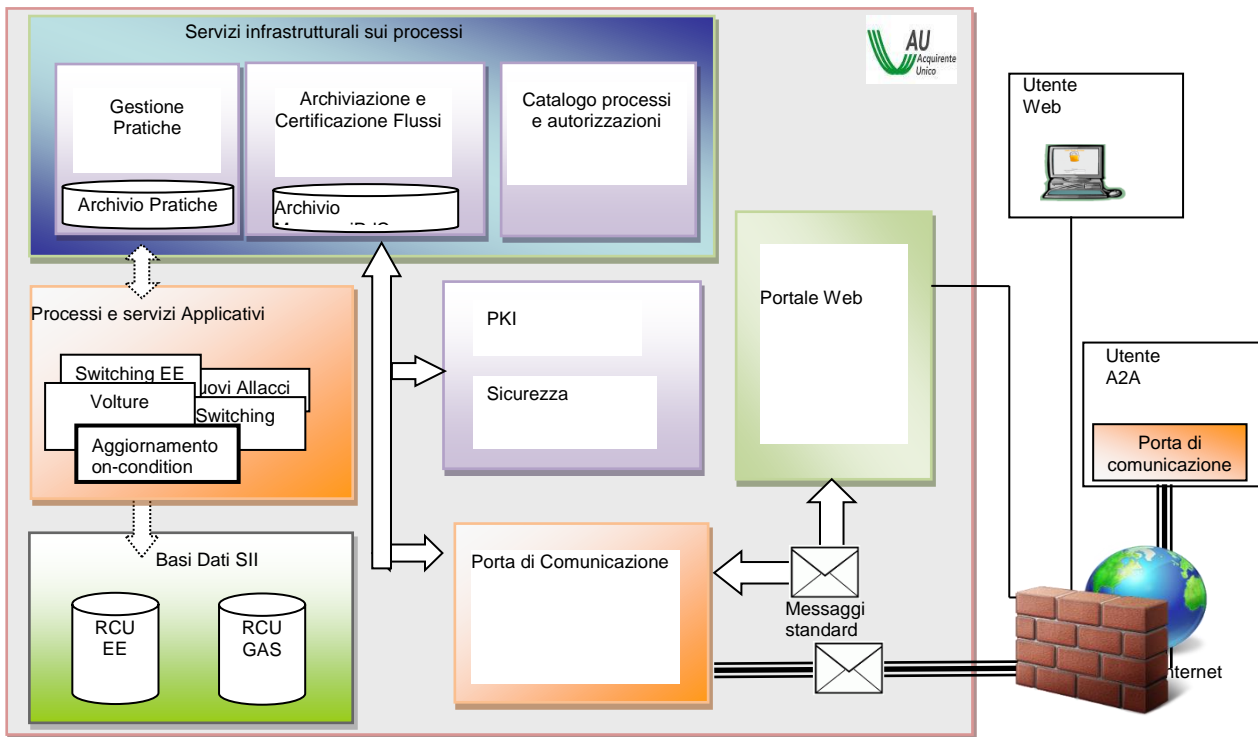 Servizi infrastrutturali sui processi
AU
Acquirente
Unico
Gestione
Pratiche
Archivio Pratiche
Archiviazione e
Certificazione Flussi
Archivio
Catalogo processi
e autorizzazioni
Utente
Web
Processi e servizi Applicativi
Switching EE
uovi Allacci
Volture
Switching
Aggiornamento
on-condition
PKI
Sicurezza
Portale Web
Utente
A2A
Porta di
comunicazione
Basi Dati SII
RCU
EE
RCU
GAS
Porta di Comunicazione
Messaggi
standard
nternet